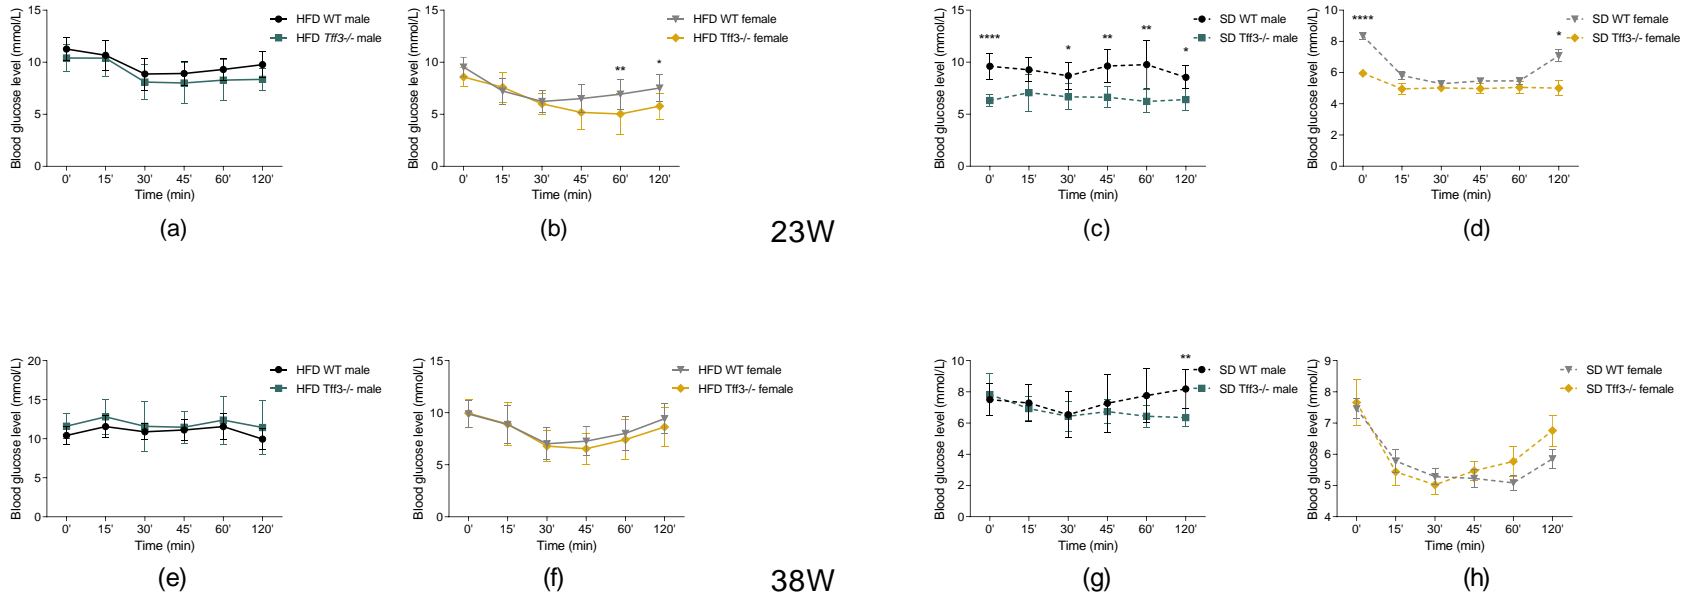 HFD WT male
HFD Tff3-/- male
Blood glucose level (mmol/L)
15
10
5
0
0' 15' 30' 45' 60' 120'
Time (min)
(a)
HFD WT female
HFD Tff3-/- female
Blood glucose level (mmol/L)
15
10
5
0
** *
0' 15' 30' 45' 60' 120'
Time (min)
(b)
23W
SD WT male
SD Tff3-/- male
Blood glucose level (mmol/L)
15
10
5
0
**** * ** ** *
0' 15' 30' 45' 60' 120'
Time (min)
(c)
SD WT female
SD Tff3-/- female
Blood glucose level (mmol/L)
10
8
6
4
2
0
**** *
0' 15' 30' 45' 60' 120'
Time (min)
(d)
HFD WT male
HFD Tff3-/- male
Blood glucose level (mmol/L)
20
15
10
5
0
0' 15' 30' 45' 60' 120'
Time (min)
(e)
HFD WT female
HFD Tff3-/- female
Blood glucose level (mmol/L)
15
10
5
0
0' 15' 30' 45' 60' 120'
Time (min)
(f)
38W
SD WT male
SD Tff3-/- male
Blood glucose level (mmol/L)
10
8
6
4
2
0
**
0' 15' 30' 45' 60' 120'
Time (min)
(g)
SD WT female
SD Tff3-/- female
Blood glucose level (mmol/L)
9
8
7
6
5
4
0' 15' 30' 45' 60' 120'
Time (min)
(h)